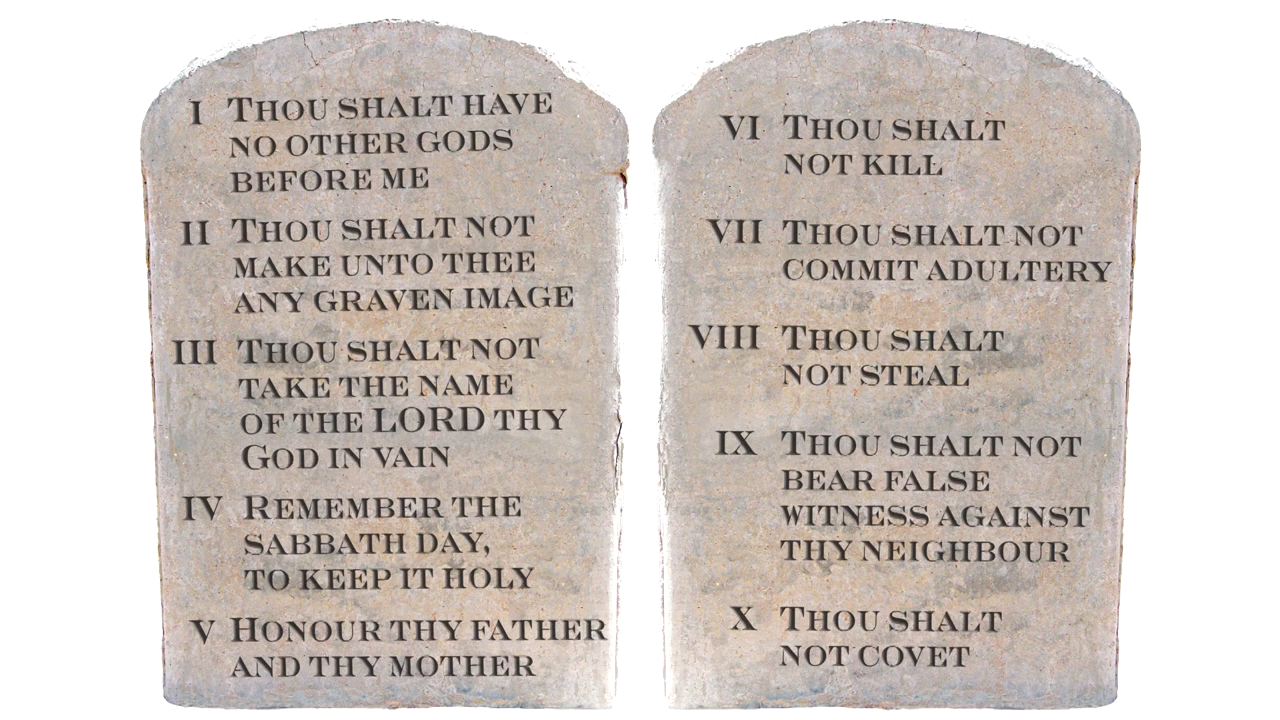 I THOU SHALT HAVE
NO OTHER GODS
BEFORE ME
II THOU SHALT NOT
MAKE UNTO THEE
ANY GRAVEN IMAGE
III THOU SHALT NOT
TAKE THE NAME
OF THE LORD THY
GOD IN VAIN
IV REMEMBER THE
SABBATH DAY,
TO KEEP IT HOLY
V HONOUR THY FATHER
AND THY MOTHER
VI THOU SHALT
NOT KILL
VII THOU SHALT NOT
COMMIT ADULTERY
VIII THOU SHALT
NOT STEAL
IX THOU SHALT NOT
BEAR FALSE
WITNESS AGAINST
THY NEIGHBOUR
X THOU SHALT
NOT COVET